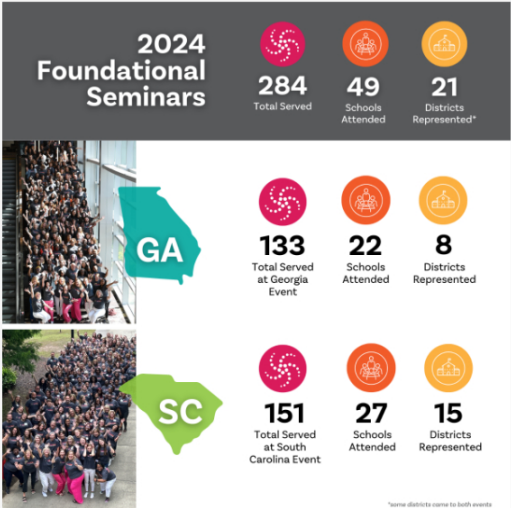 2024
Foundational
Seminars
284
Total Served
49
Schools
Attended
21
Districts
Represented*
GA
133
Total Served
at Georgia
Event
22
Schools
Attended
8
Districts
Represented
SC
151
Total Served
at South
Carolina Event
27
Schools
Attended
15
Districts
Represented
*some districts came to both events